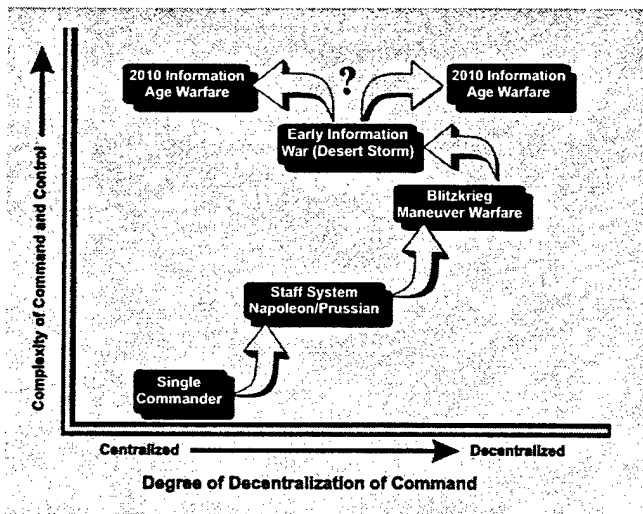 2010 Information
Age Warfare
?
2010 Information
Age Warfare
Early Information
War (Desert Storm)
Blitzkrieg
Maneuver Warfare
Staff System
Napoleon/Prussian
Single
Commander
Complexity of Command and Control
Centralized
Decentralized
Degree of Decentralization of Command